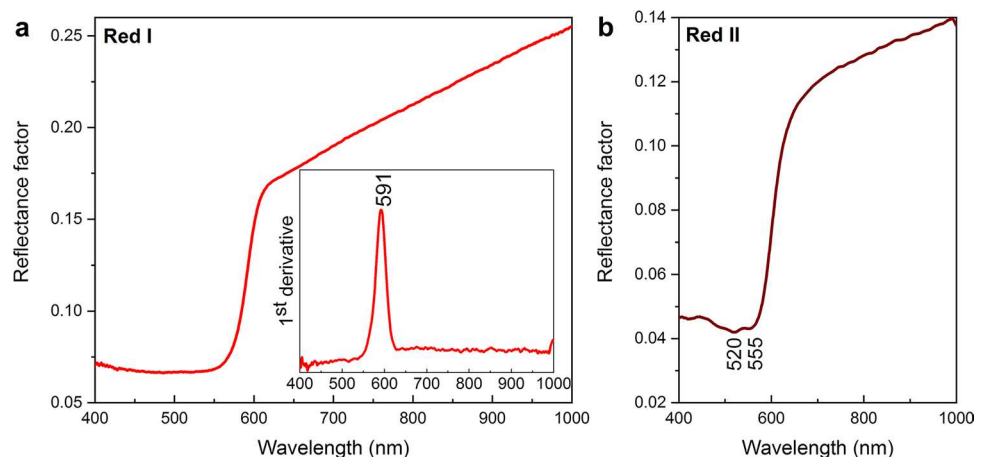 a
Red I
0.25
0.20
0.15
0.10
0.05
Reflectance factor
400 500 600 700 800 900 1000
Wavelength (nm)
591
1st derivative
400 500 600 700 800 900 1000
b
Red II
0.14
0.12
0.10
0.08
0.06
0.04
0.02
Reflectance factor
520
555
400 600 800 1000
Wavelength (nm)